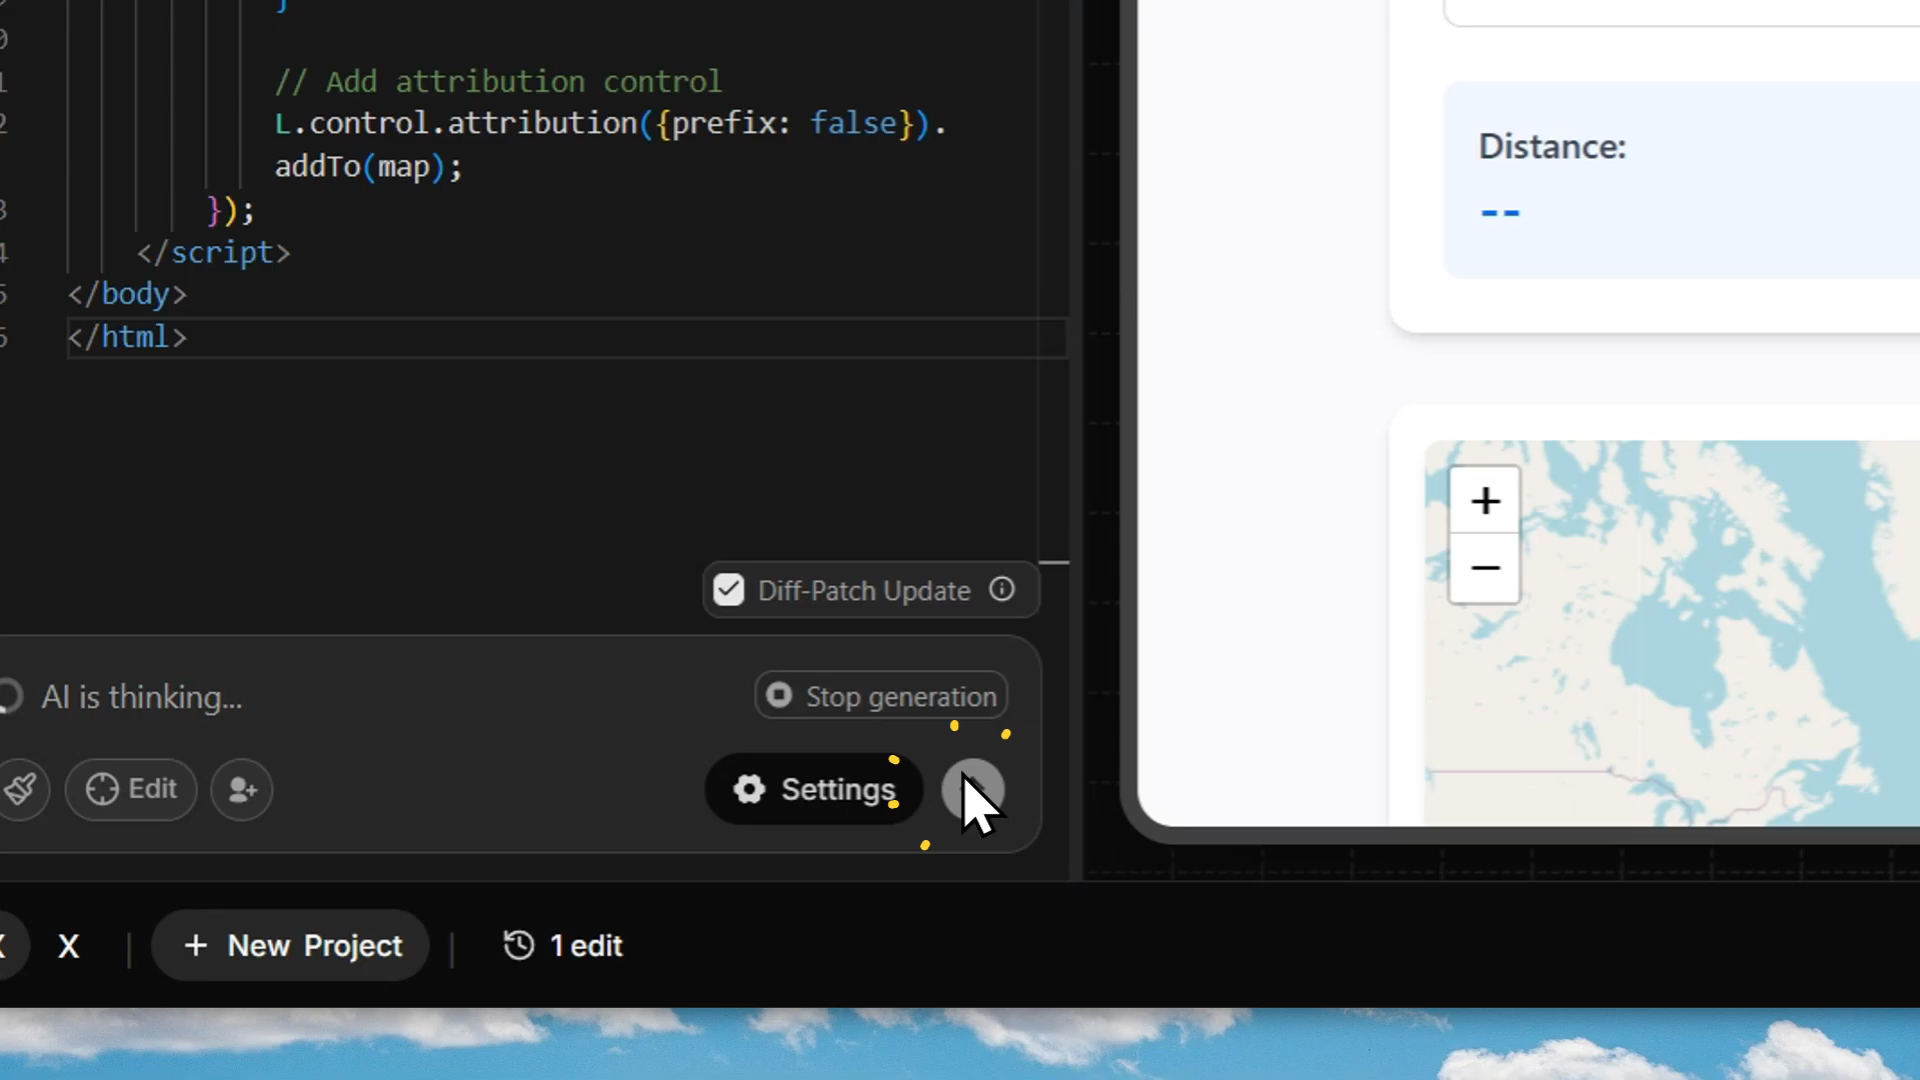 }
// Add attribution control
L.control.attribution({prefix: false}).
addTo(map);
});
</script>
</body>
</html>
Diff-Patch Update
AI is thinking...
Stop generation
Edit
Settings
X
+ New Project
1 edit
Distance:
--
+
−